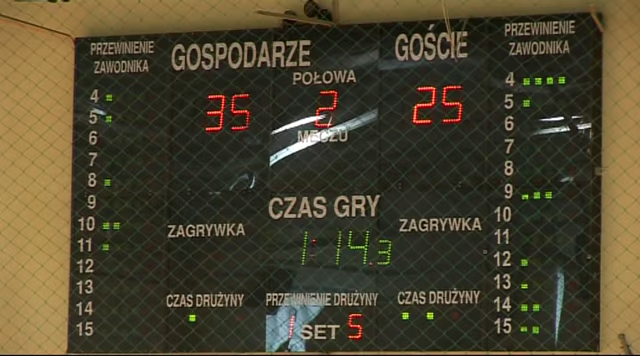 PRZEWINIENIE ZAWODNIKA
GOSPODARZE
GOŚCIE
PRZEWINIENIE ZAWODNIKA
POŁOWA
35
2
25
MECZU
4
5
6
7
8
9
10
11
12
13
14
15
CZAS GRY
1:14.3
ZAGRYWKA
ZAGRYWKA
CZAS DRUŻYNY
PRZEWINIENIE DRUŻYNY
CZAS DRUŻYNY
1 SET 5
4
5
6
7
8
9
10
11
12
13
14
15